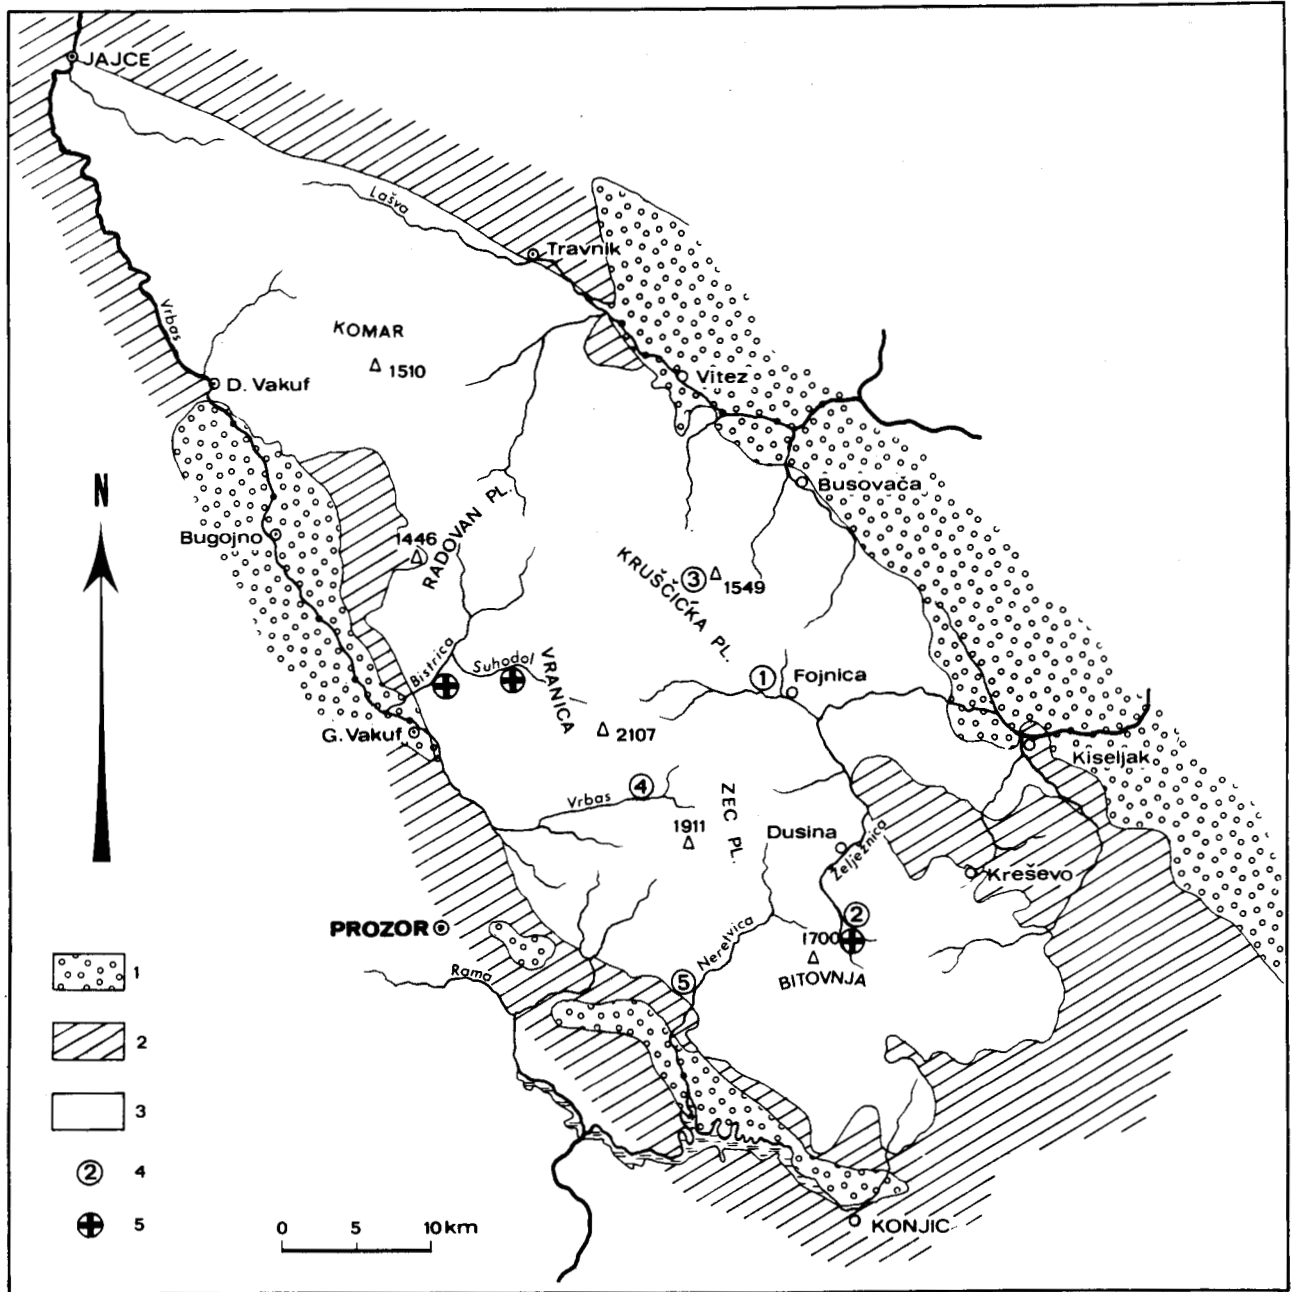 JAJCE
Lašva
Travnik
Vrbas
KOMAR
1510
D. Vakuf
Vitez
Busovača
N
Bugojno
1446
RADOVAN PL.
KRUŠČIČKA PL.
3
1549
Bistrica
Suhodol
VRANICA
1
Fojnica
G. Vakuf
2107
Kiseljak
4
Vrbas
ZEC PL.
1911
Dusina
Željeznica
Kreševo
PROZOR
2
1700
BITOVNJA
Neretvica
5
Rama
1
2
3
2 4
5
0 5 10 km
KONJIC